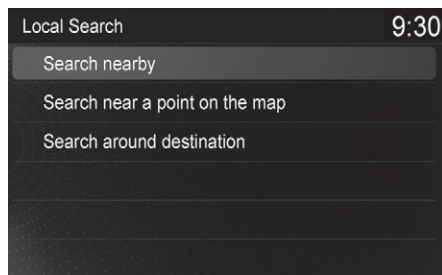 Local Search
9:30
Search nearby
Search near a point on the map
Search around destination